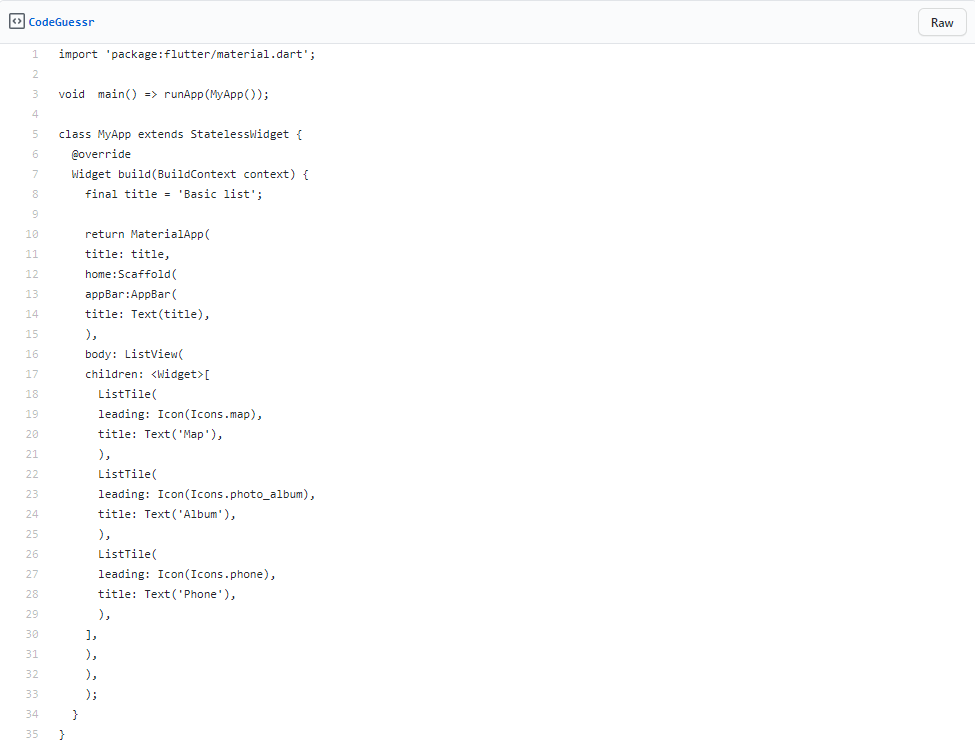 CodeGuessr
Raw
1 import 'package:flutter/material.dart';
2
3 void  main() => runApp(MyApp());
4
5 class MyApp extends StatelessWidget {
6   @override
7   Widget build(BuildContext context) {
8     final title = 'Basic list';
9
10     return MaterialApp(
11     title: title,
12     home:Scaffold(
13     appBar:AppBar(
14     title: Text(title),
15     ),
16     body: ListView(
17     children: <Widget>[
18       ListTile(
19       leading: Icon(Icons.map),
20       title: Text('Map'),
21       ),
22       ListTile(
23       leading: Icon(Icons.photo_album),
24       title: Text('Album'),
25       ),
26       ListTile(
27       leading: Icon(Icons.phone),
28       title: Text('Phone'),
29       ),
30     ],
31     ),
32     ),
33     );
34   }
35 }